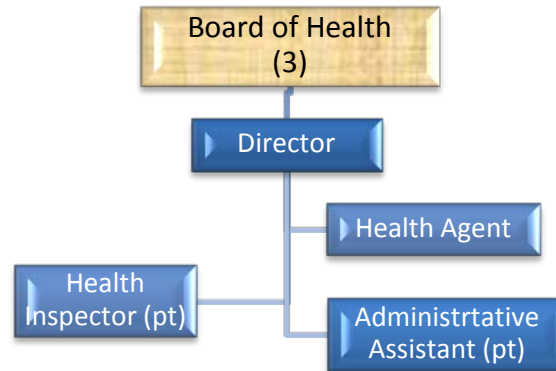 Board of Health
(3)
Director
Health Agent
Health
Inspector (pt)
Administrtative
Assistant (pt)